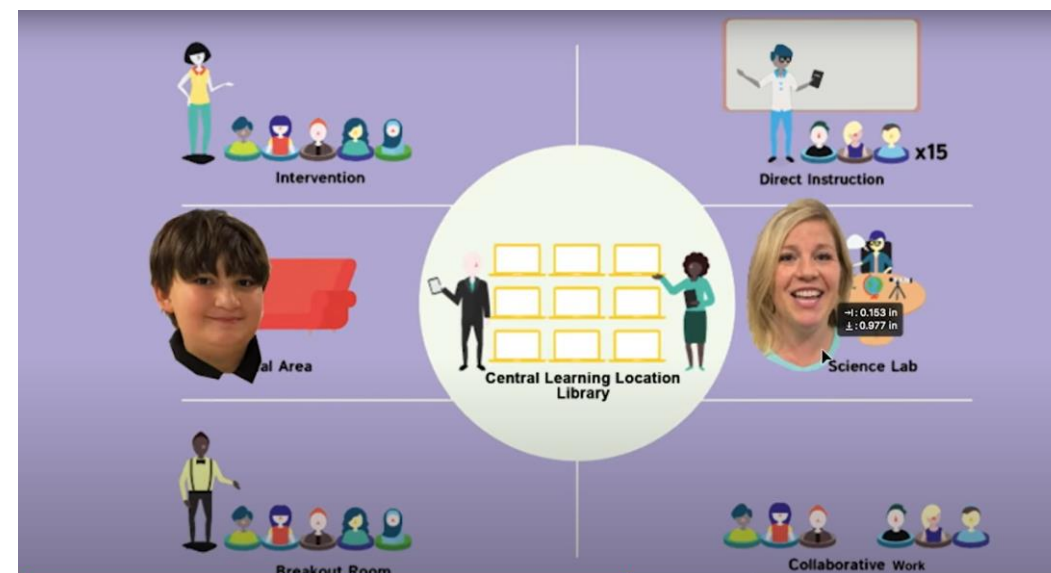 Intervention
x15
Direct Instruction
→: 0.153 in
↓: 0.977 in
al Area
Central Learning Location
Library
Science Lab
Breakout Room
Collaborative Work